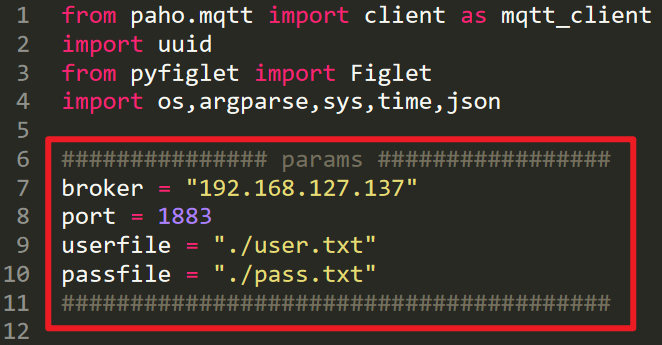 1 from paho.mqtt import client as mqtt_client
2 import uuid
3 from pyfiglet import Figlet
4 import os,argparse,sys,time,json
5
6 ############### params #################
7 broker = "192.168.127.137"
8 port = 1883
9 userfile = "./user.txt"
10 passfile = "./pass.txt"
11 ########################################
12